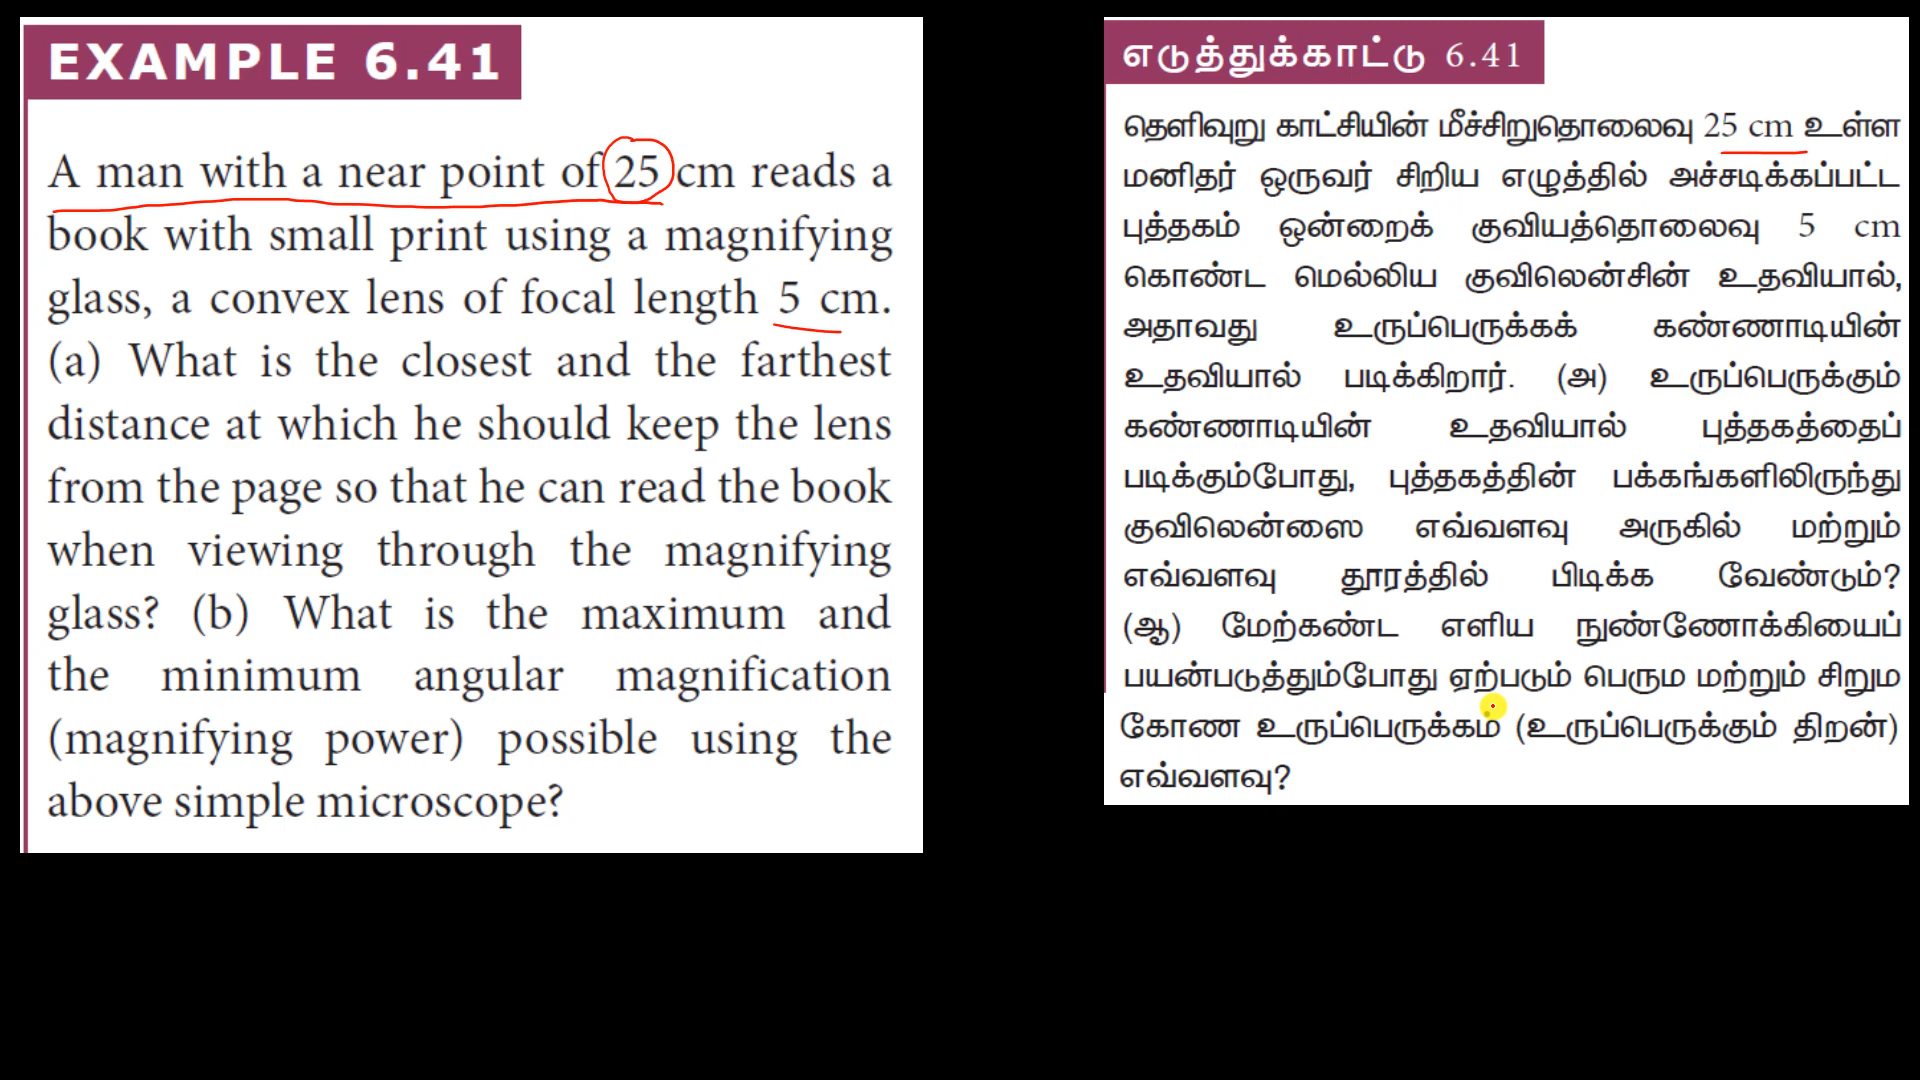 EXAMPLE 6.41
A man with a near point of 25 cm reads a
book with small print using a magnifying
glass, a convex lens of focal length 5 cm.
(a) What is the closest and the farthest
distance at which he should keep the lens
from the page so that he can read the book
when viewing through the magnifying
glass? (b) What is the maximum and
the minimum angular magnification
(magnifying power) possible using the
above simple microscope?
எடுத்துக்காட்டு 6.41
தெளிவுறு காட்சியின் மீச்சிறுதொலைவு 25 cm உள்ள
மனிதர் ஒருவர் சிறிய எழுத்தில் அச்சடிக்கப்பட்ட
புத்தகம் ஒன்றைக் குவியத்தொலைவு 5 cm
கொண்ட மெல்லிய குவிலென்சின் உதவியால்,
அதாவது உருப்பெருக்கக் கண்ணாடியின்
உதவியால் படிக்கிறார். (அ) உருப்பெருக்கும்
கண்ணாடியின் உதவியால் புத்தகத்தைப்
படிக்கும்போது, புத்தகத்தின் பக்கங்களிலிருந்து
குவிலென்ஸை எவ்வளவு அருகில் மற்றும்
எவ்வளவு தூரத்தில் பிடிக்க வேண்டும்?
(ஆ) மேற்கண்ட எளிய நுண்ணோக்கியைப்
பயன்படுத்தும்போது ஏற்படும் பெரும மற்றும் சிறும
கோண உருப்பெருக்கம் (உருப்பெருக்கும் திறன்)
எவ்வளவு?